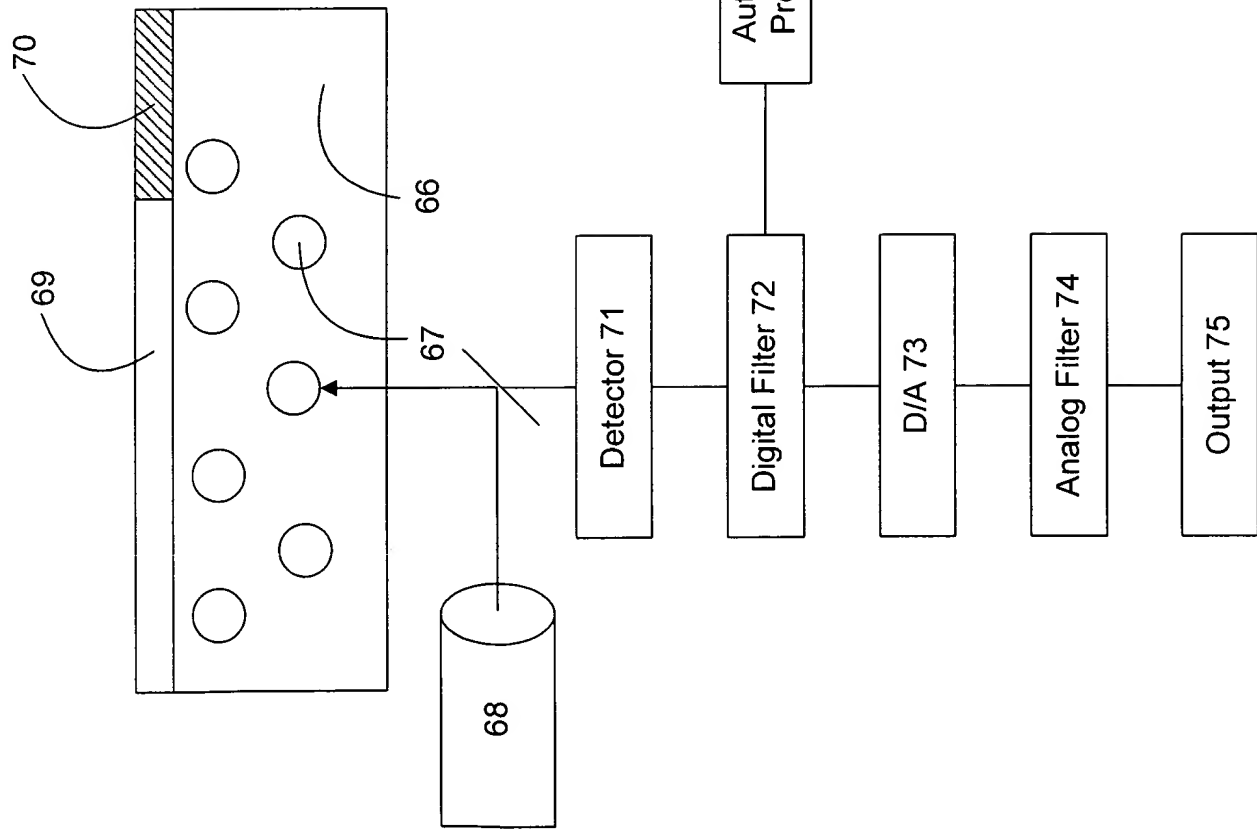 70
69
66
67
68
Detector 71
Digital Filter 72
D/A 73
Analog Filter 74
Output 75